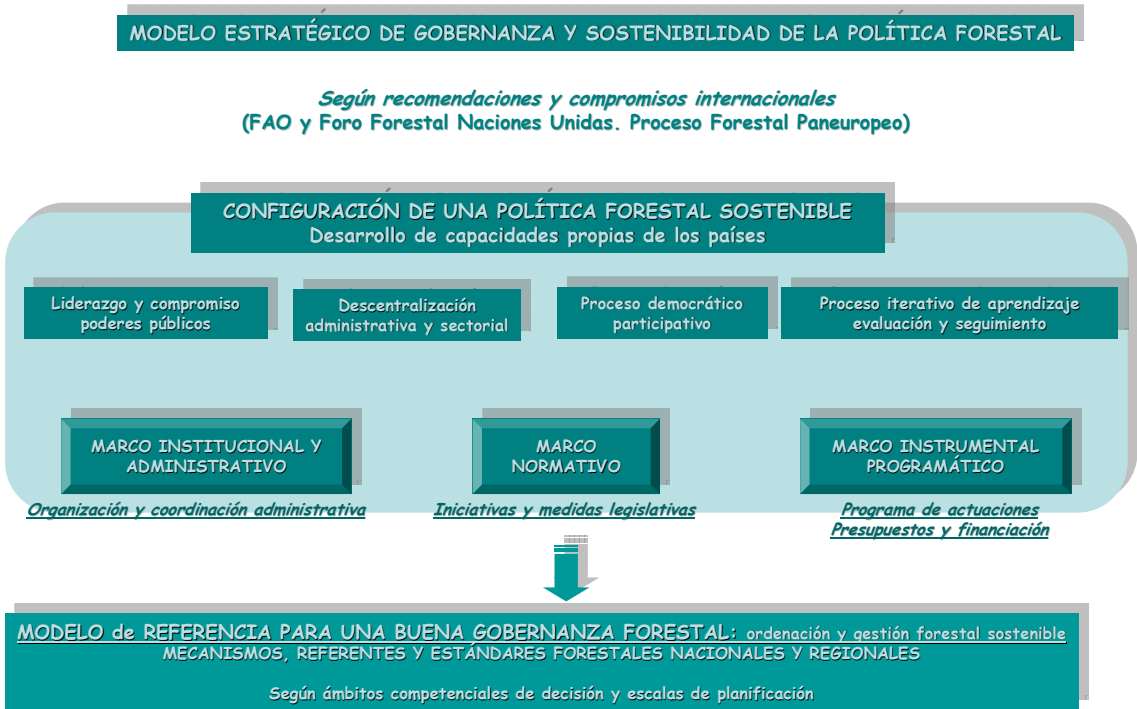 MODELO ESTRATÉGICO DE GOBERNANZA Y SOSTENIBILIDAD DE LA POLÍTICA FORESTAL
Según recomendaciones y compromisos internacionales
(FAO y Foro Forestal Naciones Unidas. Proceso Forestal Paneuropeo)
CONFIGURACIÓN DE UNA POLÍTICA FORESTAL SOSTENIBLE
Desarrollo de capacidades propias de los países
Liderazgo y compromiso
poderes públicos
Descentralización
administrativa y sectorial
Proceso democrático
participativo
Proceso iterativo de aprendizaje
evaluación y seguimiento
MARCO INSTITUCIONAL Y
ADMINISTRATIVO
MARCO
NORMATIVO
MARCO INSTRUMENTAL
PROGRAMÁTICO
Organización y coordinación administrativa
Iniciativas y medidas legislativas
Programa de actuaciones
Presupuestos y financiación
MODELO de REFERENCIA PARA UNA BUENA GOBERNANZA FORESTAL: ordenación y gestión forestal sostenible
MECANISMOS, REFERENTES Y ESTÁNDARES FORESTALES NACIONALES Y REGIONALES
Según ámbitos competenciales de decisión y escalas de planificación